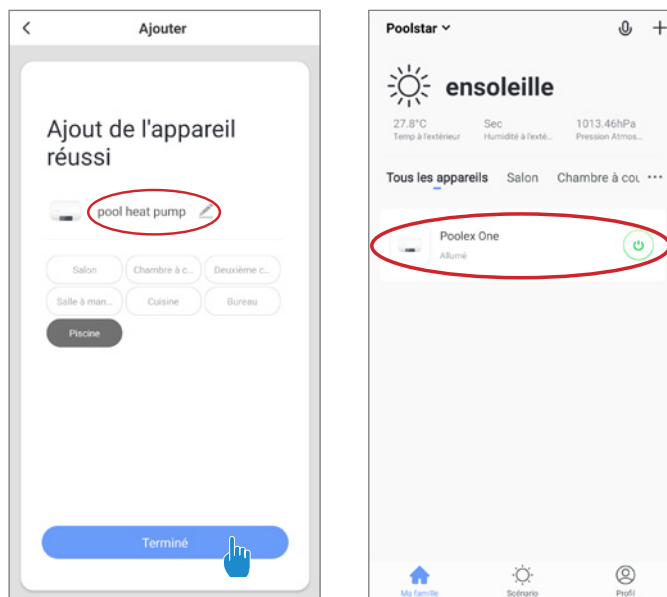 Ajouter
Ajout de l'appareil
réussi
pool heat pump
Salon
Chambre à c...
Deuxième c...
Salle à man...
Cuisine
Bureau
Piscine
Terminé
Poolstar
ensoleille
27.8°C
Sec
1013.46hPa
Temp à l'extérieur
Humidité à l'exté...
Pression Atmos...
Tous les appareils
Salon
Chambre à cou
Poolex One
Allumé
Ma famille
Scénario
Profil